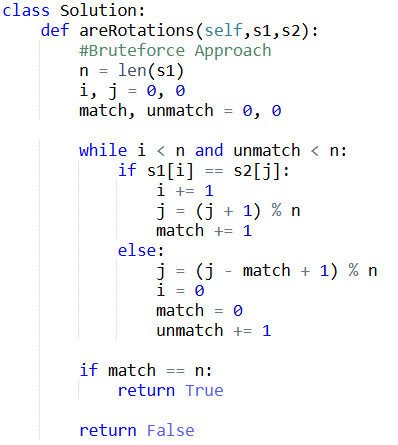 class Solution:
    def areRotations(self,s1,s2):
        #Bruteforce Approach
        n = len(s1)
        i, j = 0, 0
        match, unmatch = 0, 0

        while i < n and unmatch < n:
            if s1[i] == s2[j]:
                i += 1
                j = (j + 1) % n
                match += 1
            else:
                j = (j - match + 1) % n
                i = 0
                match = 0
                unmatch += 1

        if match == n:
            return True

        return False